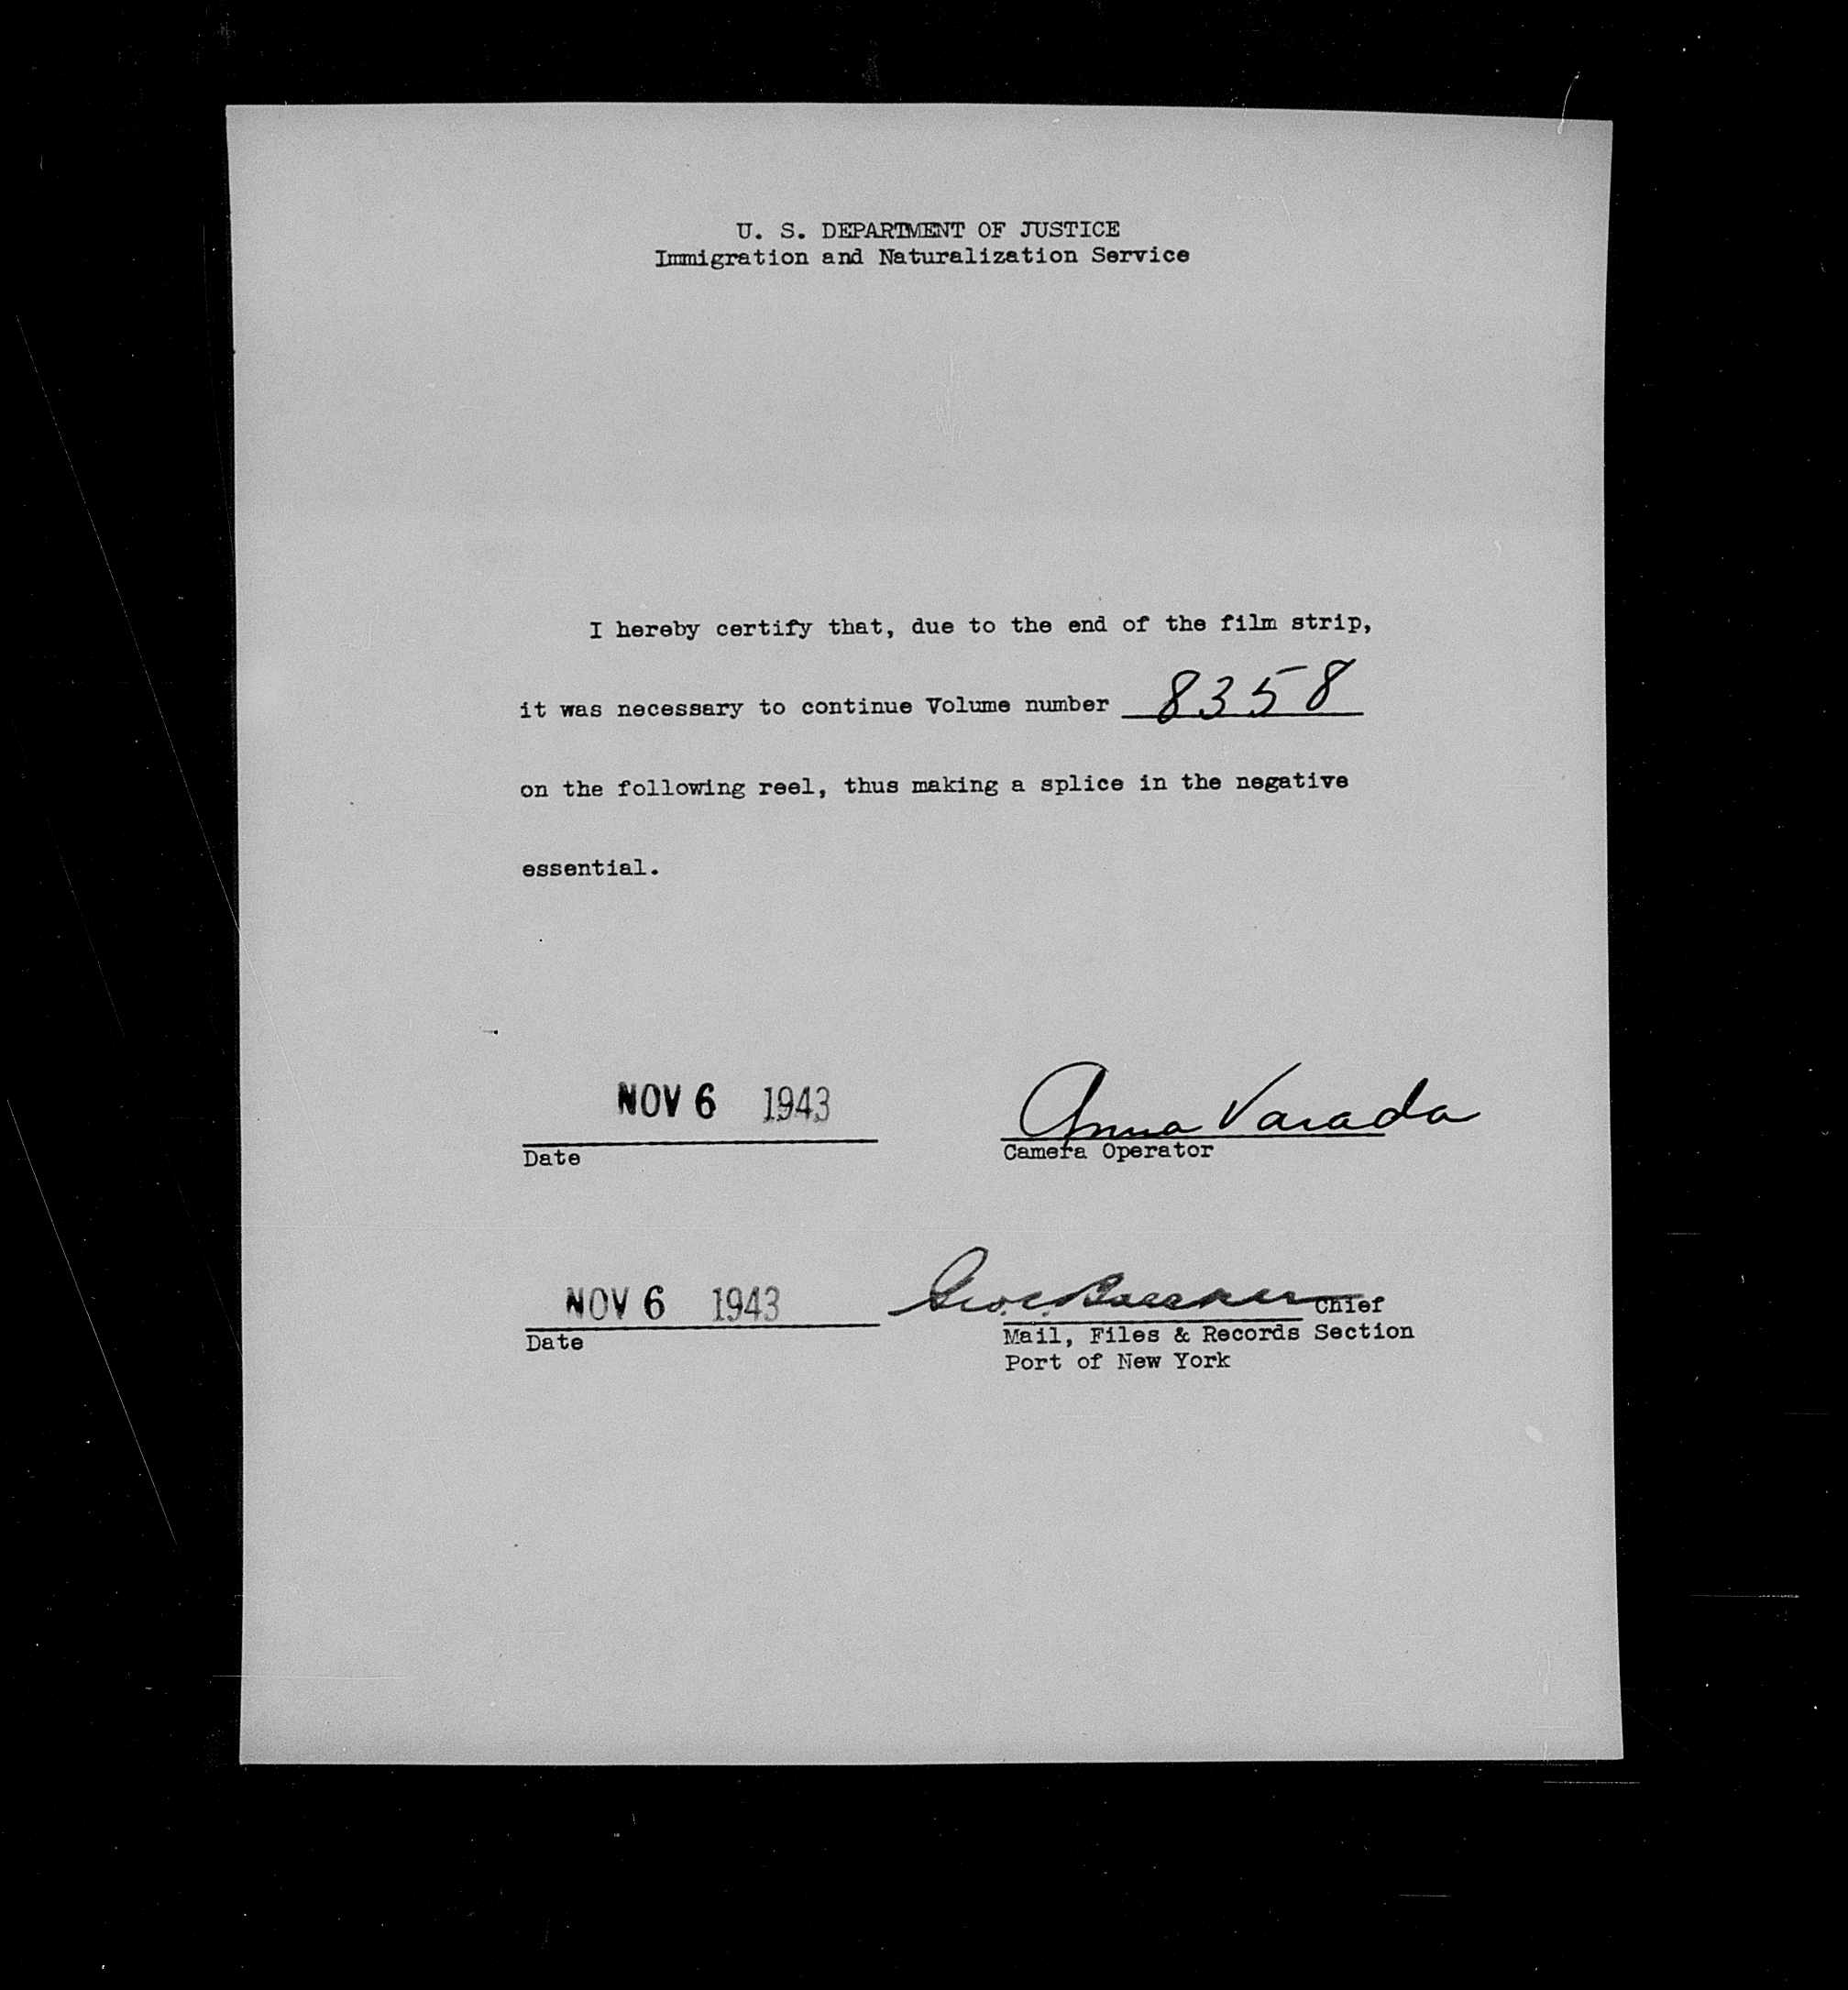 U. S. DEPARTMENT OF JUSTICE
Immigration and Naturalization Service
I hereby certify that, due to the end of the film strip,
it was necessary to continue Volume number 8358
on the following reel, thus making a splice in the negative
essential.
NOV 6 1943
Anna Varada
Date
Camera Operator
NOV 6 1943
Chief
Date
Mail, Files & Records Section
Port of New York